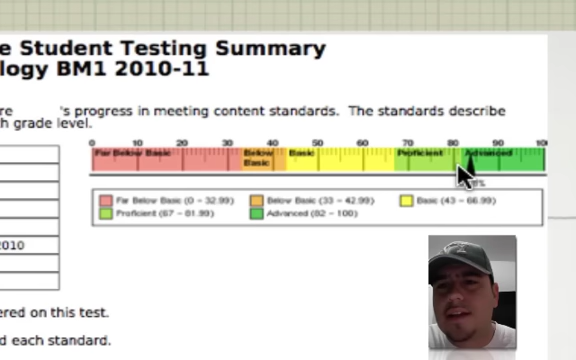 e Student Testing Summary
logy BM1 2010-11
re 's progress in meeting content standards. The standards describe
h grade level.
0 10 20 30 40 50 60 70 80 90 100
Far Below Basic Below Basic Basic Proficient Advanced
Far Below Basic (0 - 32.99) Below Basic (33 - 42.99) Basic (43 - 66.99)
Proficient (67 - 81.99) Advanced (82 - 100)
2010
ered on this test.
d each standard.